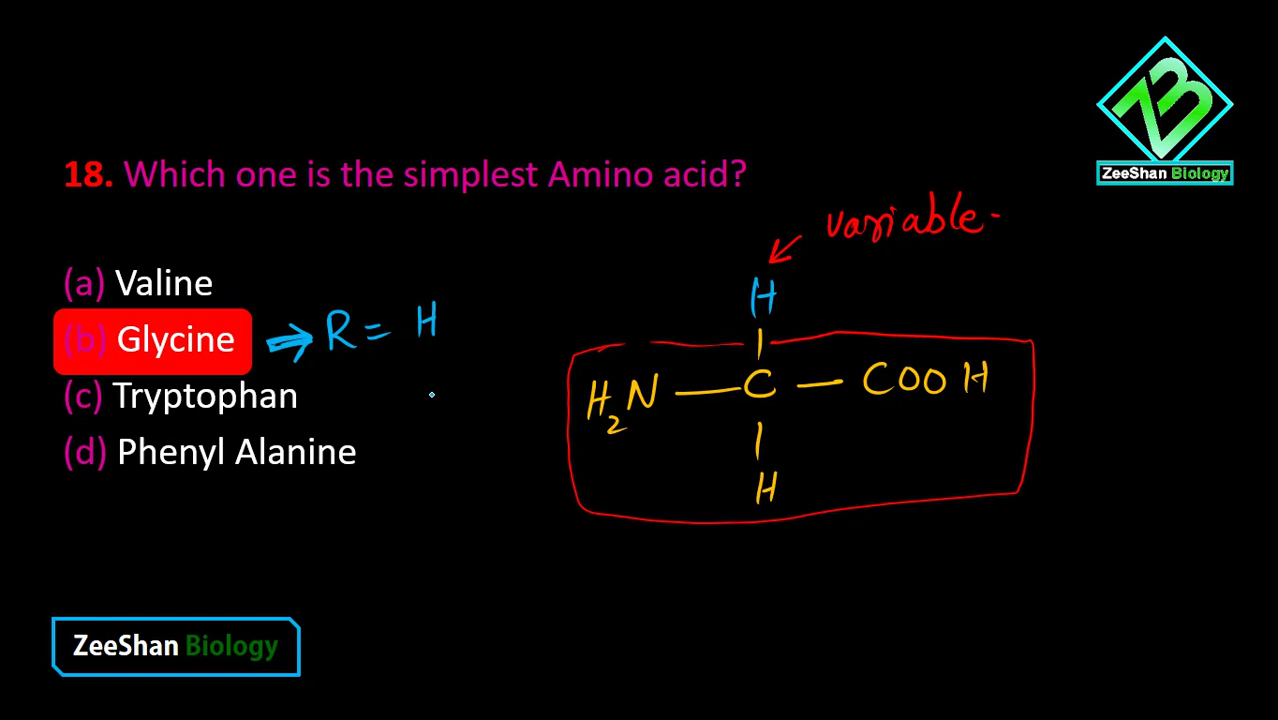 ZB
ZeeShan Biology
18. Which one is the simplest Amino acid?
variable-
(a) Valine
(b) Glycine
R = H
(c) Tryptophan
(d) Phenyl Alanine
H
H2N — C — COOH
H
ZeeShan Biology